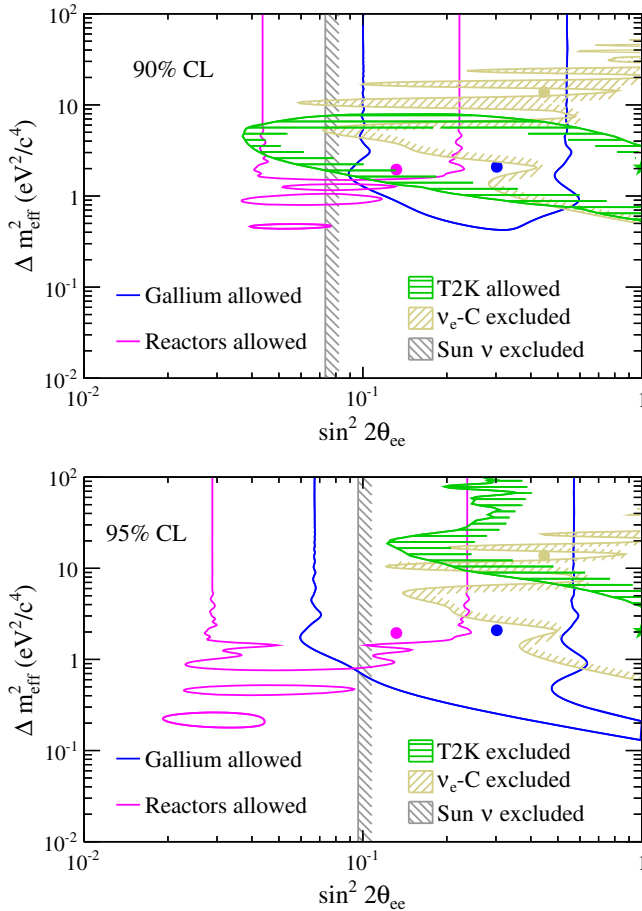 10²
90% CL
10
1
10⁻¹
10⁻²
Δ m²eff (eV²/c⁴)
Gallium allowed
Reactors allowed
T2K allowed
νe-C excluded
Sun ν excluded
10⁻²
10⁻¹
1
sin² 2θee
10²
95% CL
10
1
10⁻¹
10⁻²
Δ m²eff (eV²/c⁴)
Gallium allowed
Reactors allowed
T2K excluded
νe-C excluded
Sun ν excluded
10⁻²
10⁻¹
1
sin² 2θee